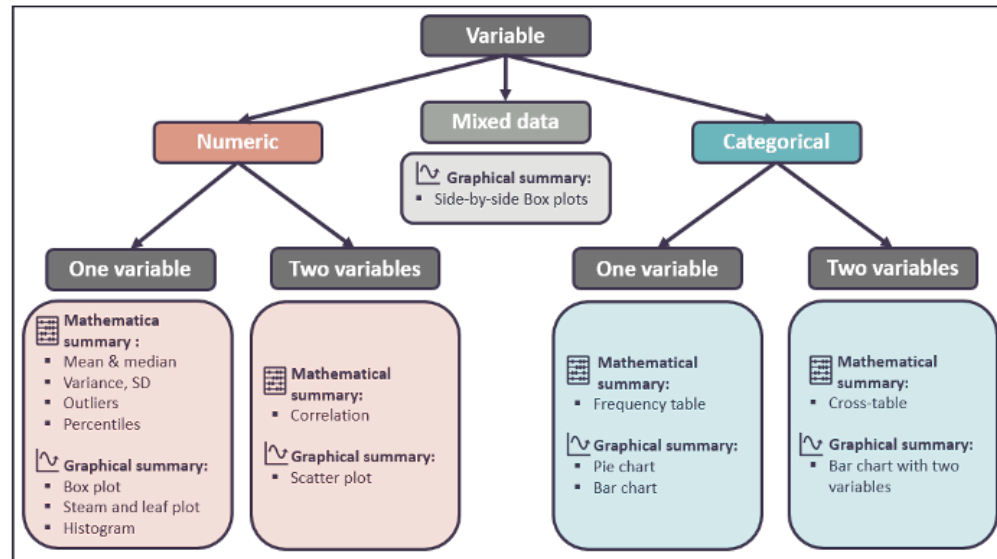 Variable
Numeric
Mixed data
Categorical
Graphical summary:
▪ Side-by-side Box plots
One variable
Two variables
One variable
Two variables
Mathematica
summary :
▪ Mean & median
▪ Variance, SD
▪ Outliers
▪ Percentiles
Graphical summary:
▪ Box plot
▪ Steam and leaf plot
▪ Histogram
Mathematical
summary:
▪ Correlation
Graphical summary:
▪ Scatter plot
Mathematical
summary:
▪ Frequency table
Graphical summary:
▪ Pie chart
▪ Bar chart
Mathematical
summary:
▪ Cross-table
Graphical summary:
▪ Bar chart with two
variables